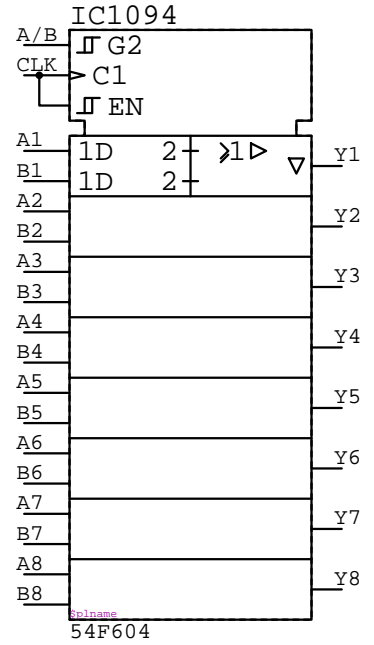 IC1094
A/B G2
CLK C1
EN
A1 1D 2 ≥1 Y1
B1 1D 2
A2 Y2
B2
A3 Y3
B3
A4 Y4
B4
A5 Y5
B5
A6 Y6
B6
A7 Y7
B7
A8 Y8
B8
$plname
54F604